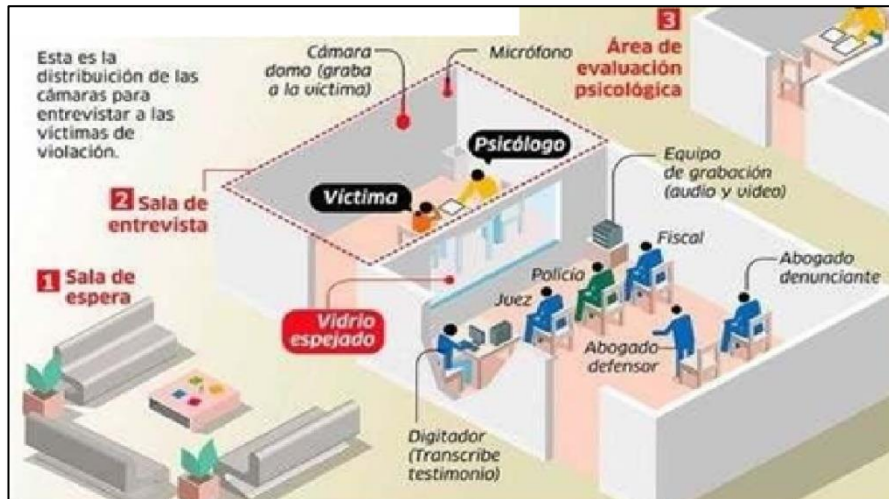 Esta es la
distribuición de las
cámaras para
entrevistar a las
víctimas de
violación.
Cámara
domo (graba
a la víctima)
Micrófono
3
Área de
evaluación
psicológica
Psicólogo
Víctima
2 Sala de
entrevista
Equipo
de grabación
(audio y video)
1 Sala de
espera
Vidrio
espejado
Fiscal
Policía
Juez
Abogado
denunciante
Abogado
defensor
Digitador
(Transcribe
testimonio)